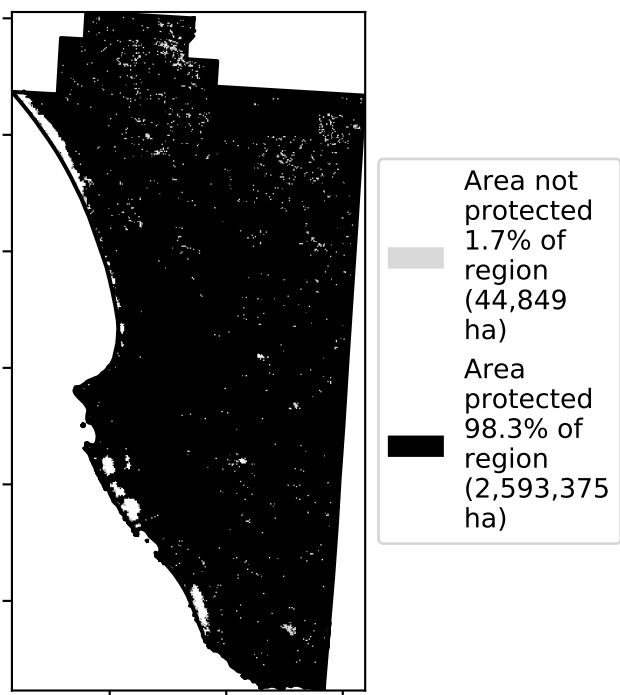 Area not
protected
1.7% of
region
(44,849
ha)
Area
protected
98.3% of
region
(2,593,375
ha)